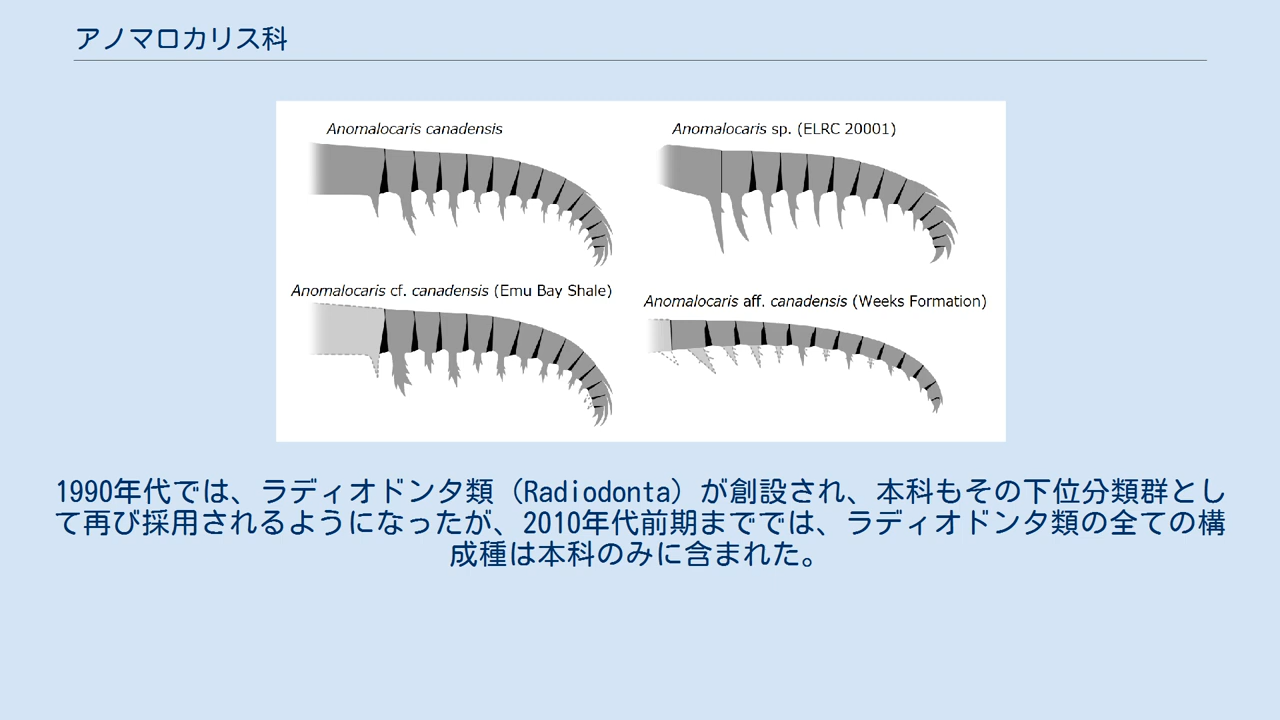 アノマロカリス科
Anomalocaris canadensis
Anomalocaris sp. (ELRC 20001)
Anomalocaris cf. canadensis (Emu Bay Shale)
Anomalocaris aff. canadensis (Weeks Formation)
1990年代では、ラディオドンタ類（Radiodonta）が創設され、本科もその下位分類群とし
て再び採用されるようになったが、2010年代前期まででは、ラディオドンタ類の全ての構
成種は本科のみに含まれた。